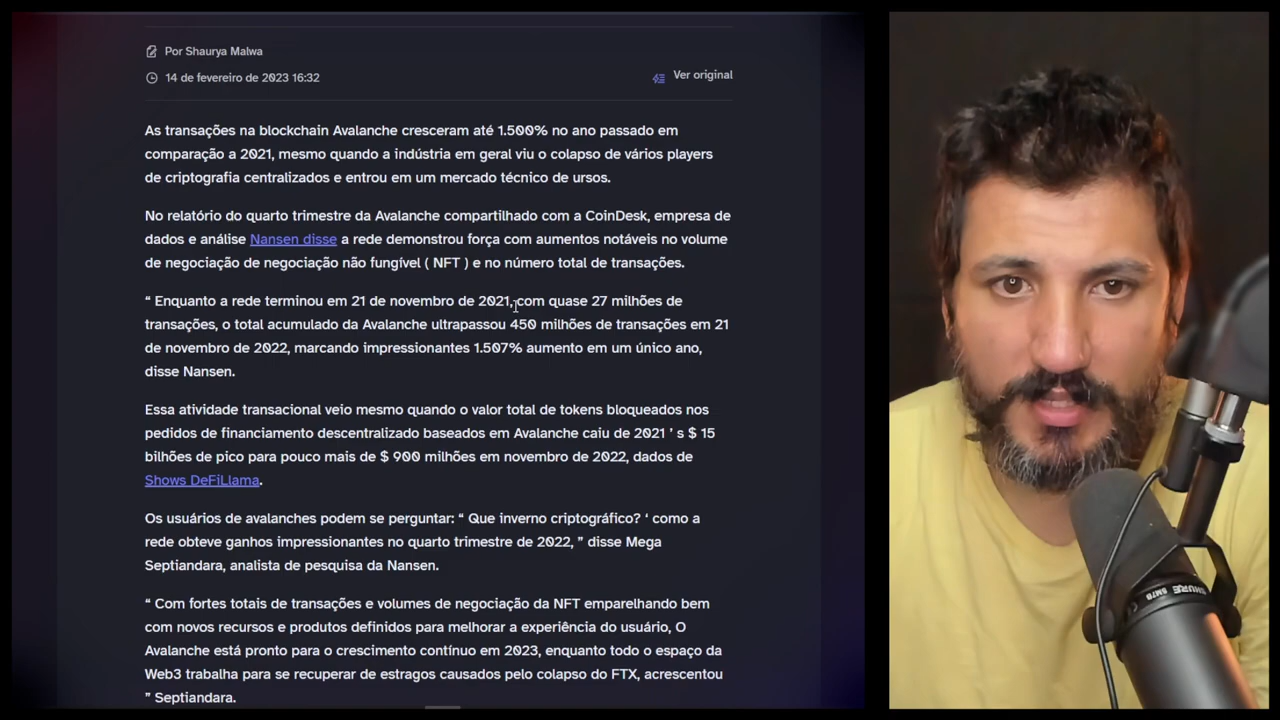 Por Shaurya Malwa
14 de fevereiro de 2023 16:32
Ver original
As transações na blockchain Avalanche cresceram até 1.500% no ano passado em
comparação a 2021, mesmo quando a indústria em geral viu o colapso de vários players
de criptografia centralizados e entrou em um mercado técnico de ursos.
No relatório do quarto trimestre da Avalanche compartilhado com a CoinDesk, empresa de
dados e análise Nansen disse a rede demonstrou força com aumentos notáveis no volume
de negociação de negociação não fungível ( NFT ) e no número total de transações.
“ Enquanto a rede terminou em 21 de novembro de 2021, com quase 27 milhões de
transações, o total acumulado da Avalanche ultrapassou 450 milhões de transações em 21
de novembro de 2022, marcando impressionantes 1.507% aumento em um único ano,
disse Nansen.
Essa atividade transacional veio mesmo quando o valor total de tokens bloqueados nos
pedidos de financiamento descentralizado baseados em Avalanche caiu de 2021 ’ s $ 15
bilhões de pico para pouco mais de $ 900 milhões em novembro de 2022, dados de
Shows DeFiLlama.
Os usuários de avalanches podem se perguntar: “ Que inverno criptográfico? ‘ como a
rede obteve ganhos impressionantes no quarto trimestre de 2022, ” disse Mega
Septiandara, analista de pesquisa da Nansen.
“ Com fortes totais de transações e volumes de negociação da NFT emparelhando bem
com novos recursos e produtos definidos para melhorar a experiência do usuário, O
Avalanche está pronto para o crescimento contínuo em 2023, enquanto todo o espaço da
Web3 trabalha para se recuperar de estragos causados pelo colapso do FTX, acrescentou
” Septiandara.
SHURE SM7B